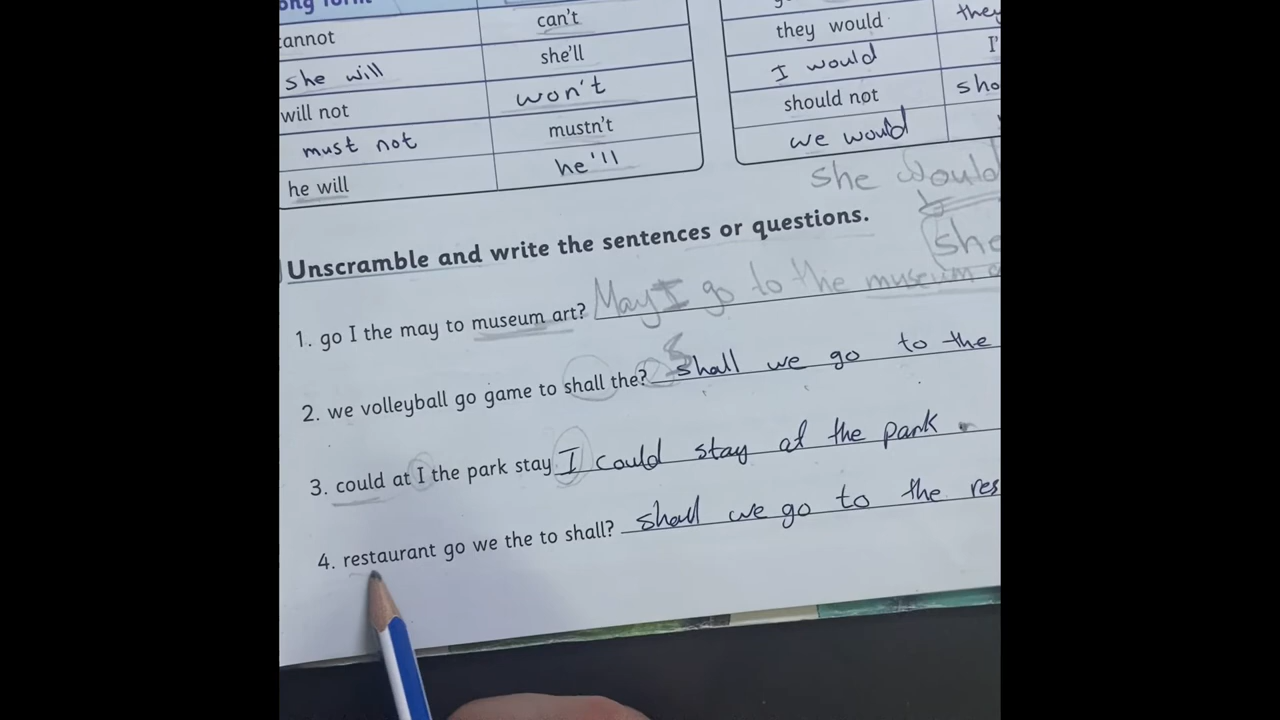 can't
cannot
she will
she'll
will not
won't
must not
mustn't
he will
he'll
they would
they
I would
should not
sho
we would
she would
she
Unscramble and write the sentences or questions.
1. go I the may to museum art? May I go to the museum
2. we volleyball go game to shall the? shall we go to the
3. could at I the park stay I could stay at the park.
4. restaurant go we the to shall? shall we go to the res